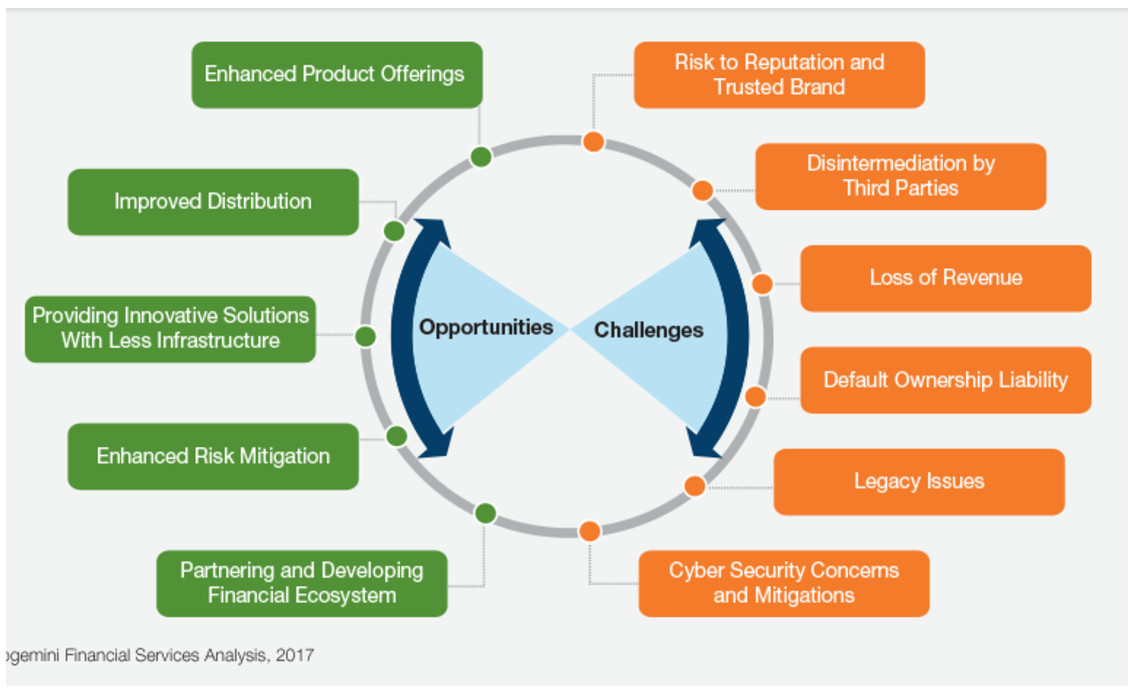 Enhanced Product Offerings
Improved Distribution
Providing Innovative Solutions
With Less Infrastructure
Enhanced Risk Mitigation
Partnering and Developing
Financial Ecosystem
Opportunities
Challenges
Risk to Reputation and
Trusted Brand
Disintermediation by
Third Parties
Loss of Revenue
Default Ownership Liability
Legacy Issues
Cyber Security Concerns
and Mitigations
Financial Services Analysis, 2017